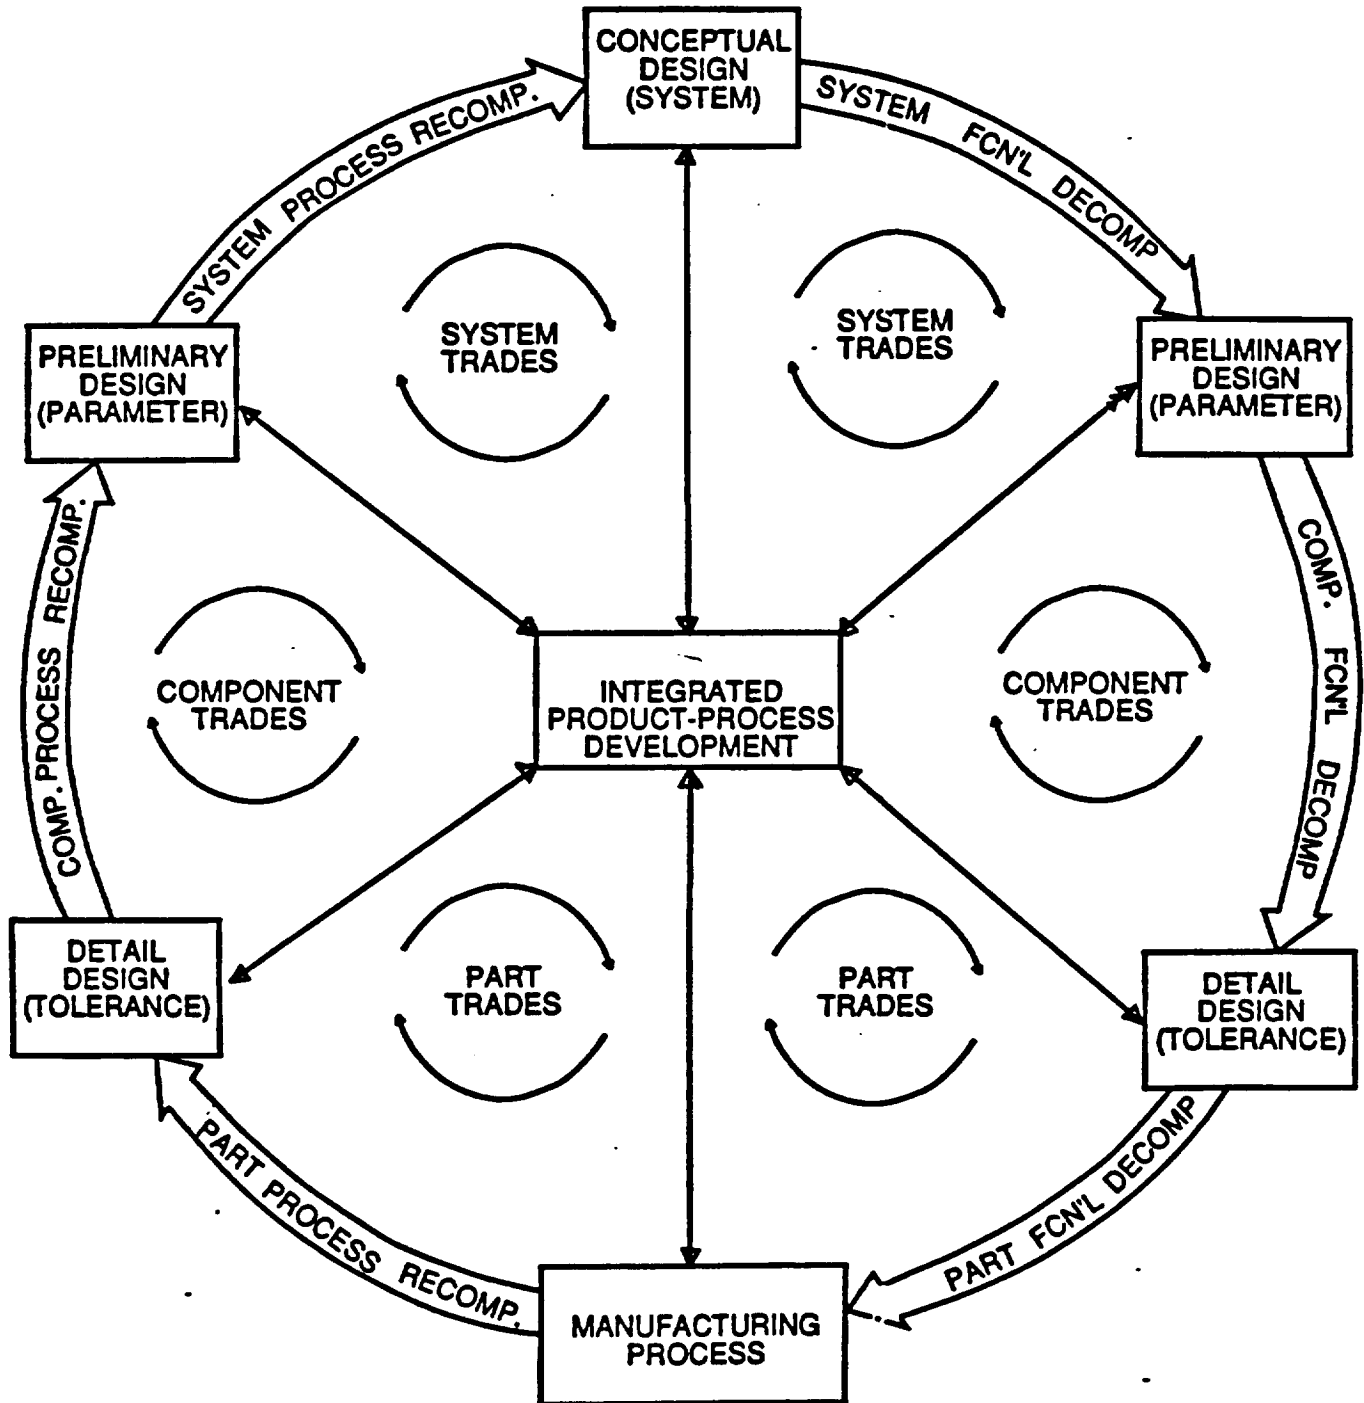 CONCEPTUAL
DESIGN
(SYSTEM)
SYSTEM PROCESS RECOMP.
SYSTEM FCN'L DECOMP
SYSTEM
TRADES
SYSTEM
TRADES
PRELIMINARY
DESIGN
(PARAMETER)
PRELIMINARY
DESIGN
(PARAMETER)
COMP. PROCESS RECOMP.
COMP. FCN'L DECOMP
COMPONENT
TRADES
INTEGRATED
PRODUCT-PROCESS
DEVELOPMENT
COMPONENT
TRADES
DETAIL
DESIGN
(TOLERANCE)
PART
TRADES
PART
TRADES
DETAIL
DESIGN
(TOLERANCE)
PART PROCESS RECOMP.
PART FCN'L DECOMP
MANUFACTURING
PROCESS